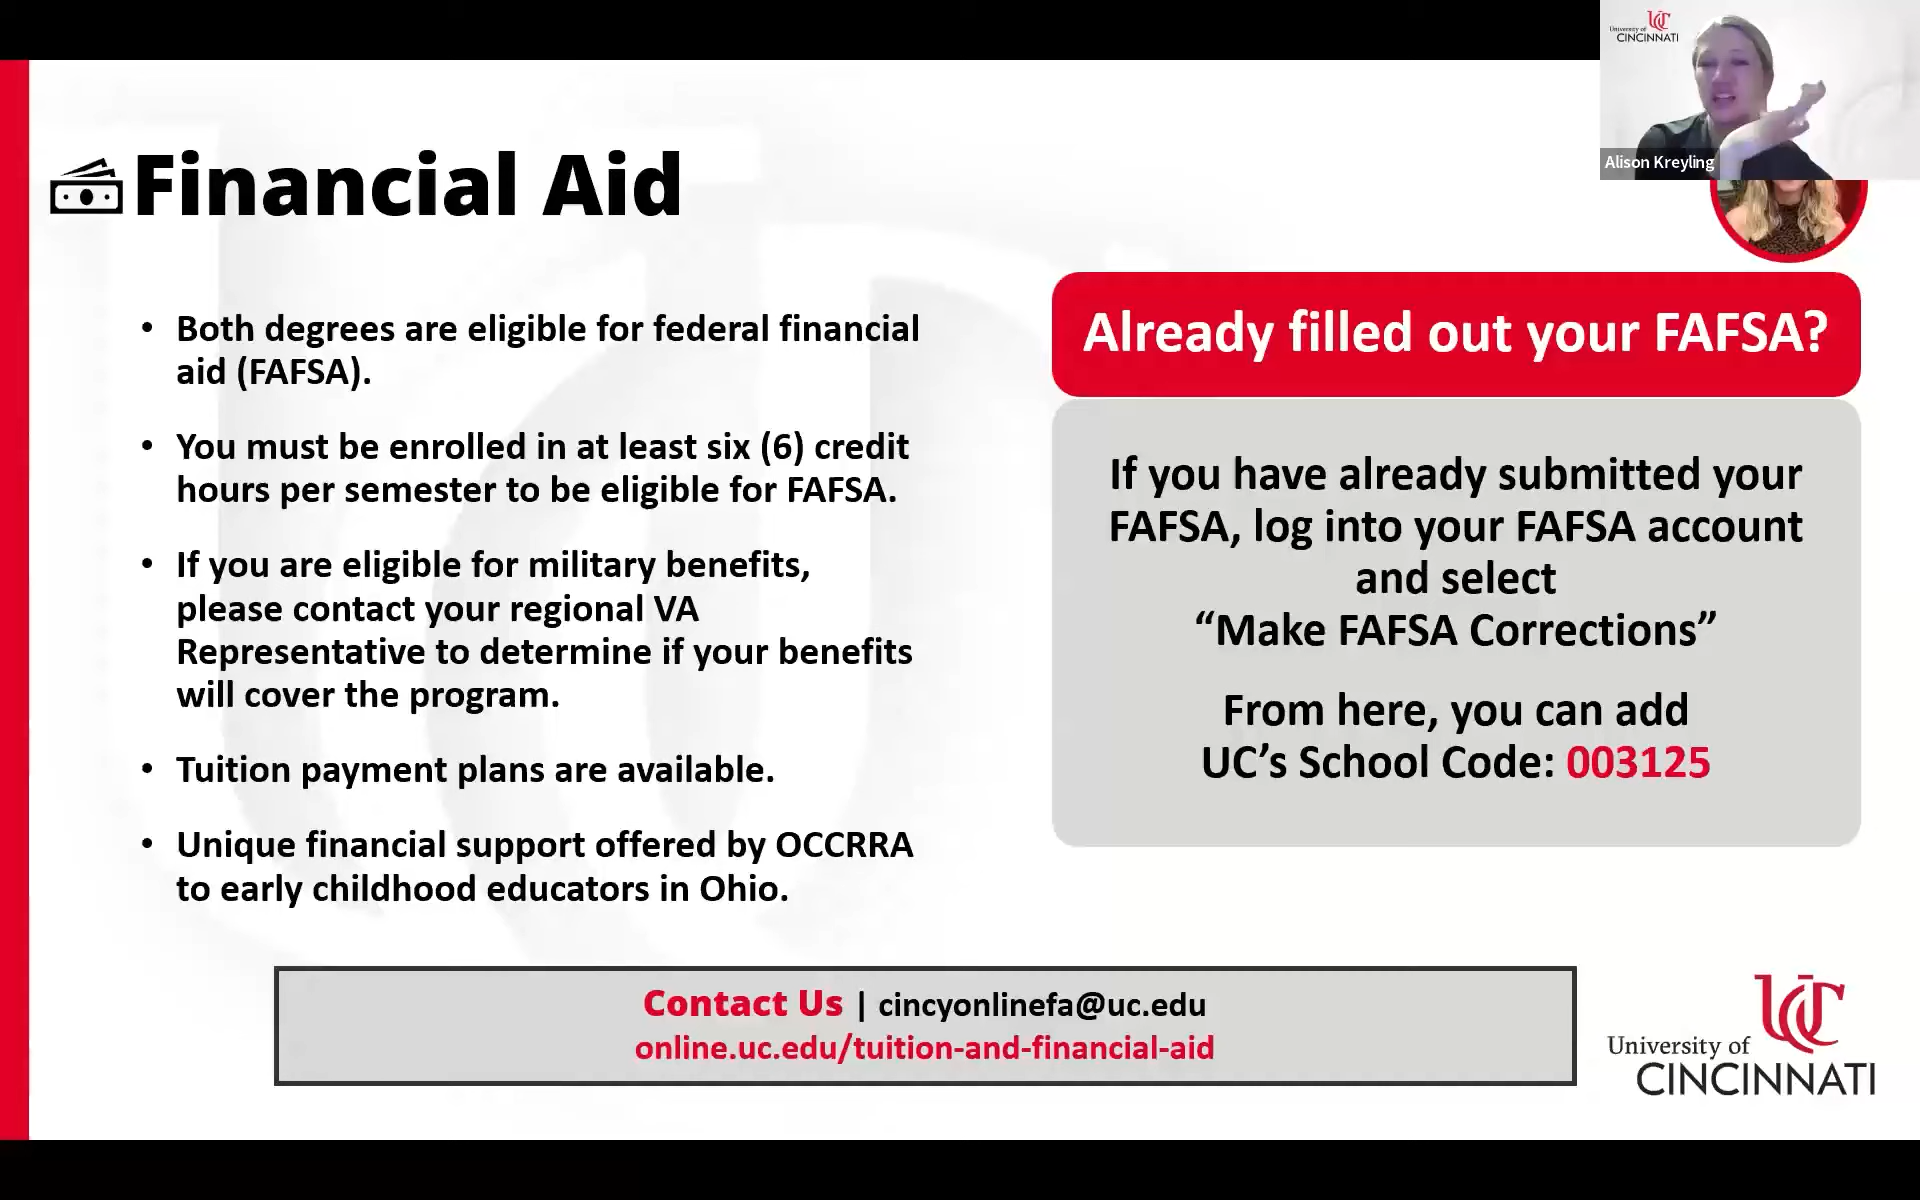 University of
CINCINNATI
Alison Kreyling
Financial Aid
• Both degrees are eligible for federal financial
aid (FAFSA).
• You must be enrolled in at least six (6) credit
hours per semester to be eligible for FAFSA.
• If you are eligible for military benefits,
please contact your regional VA
Representative to determine if your benefits
will cover the program.
• Tuition payment plans are available.
• Unique financial support offered by OCCRRA
to early childhood educators in Ohio.
Already filled out your FAFSA?
If you have already submitted your
FAFSA, log into your FAFSA account
and select
“Make FAFSA Corrections”
From here, you can add
UC’s School Code: 003125
Contact Us | cincyonlinefa@uc.edu
online.uc.edu/tuition-and-financial-aid
UC
University of
CINCINNATI